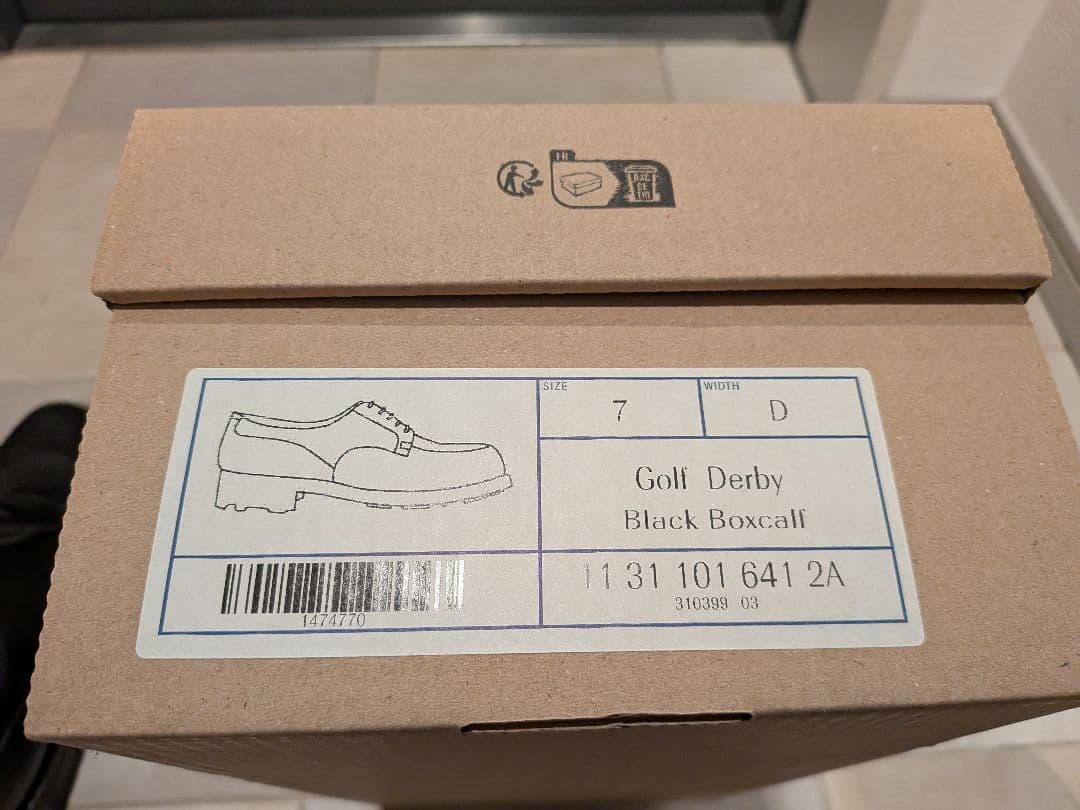 FR
BAC
DE
TRI
SIZE
7
WIDTH
D
Golf Derby
Black Boxcalf
1474770
11 31 101 641 2A
310399 03